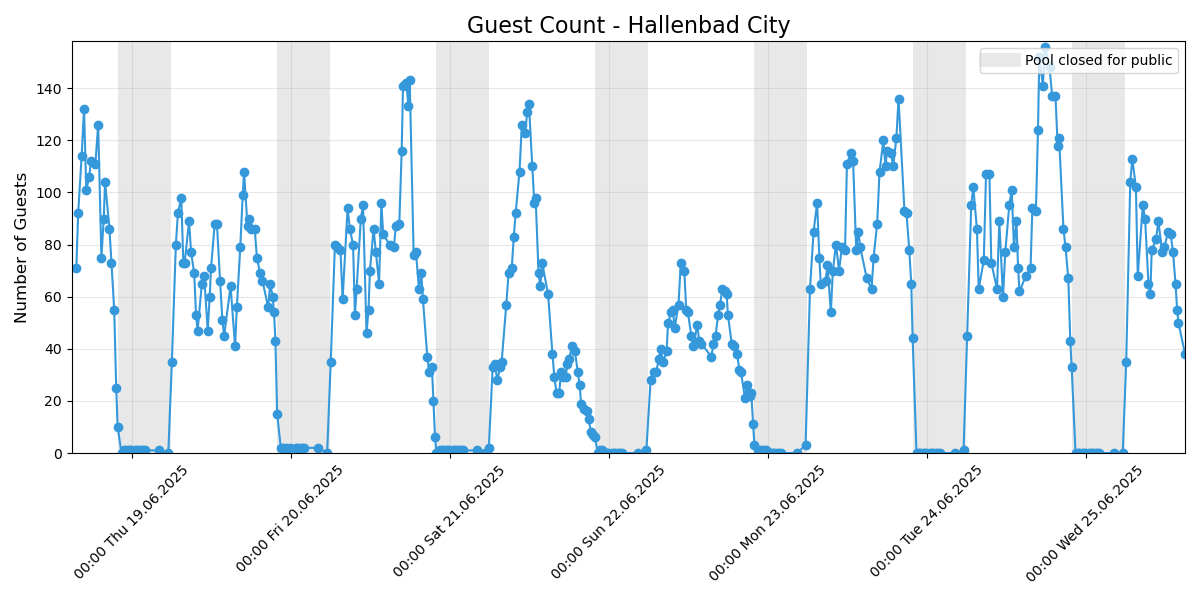 Guest Count - Hallenbad City
Pool closed for public
Number of Guests
140
120
100
80
60
40
20
0
00:00 Thu 19.06.2025
00:00 Fri 20.06.2025
00:00 Sat 21.06.2025
00:00 Sun 22.06.2025
00:00 Mon 23.06.2025
00:00 Tue 24.06.2025
00:00 Wed 25.06.2025